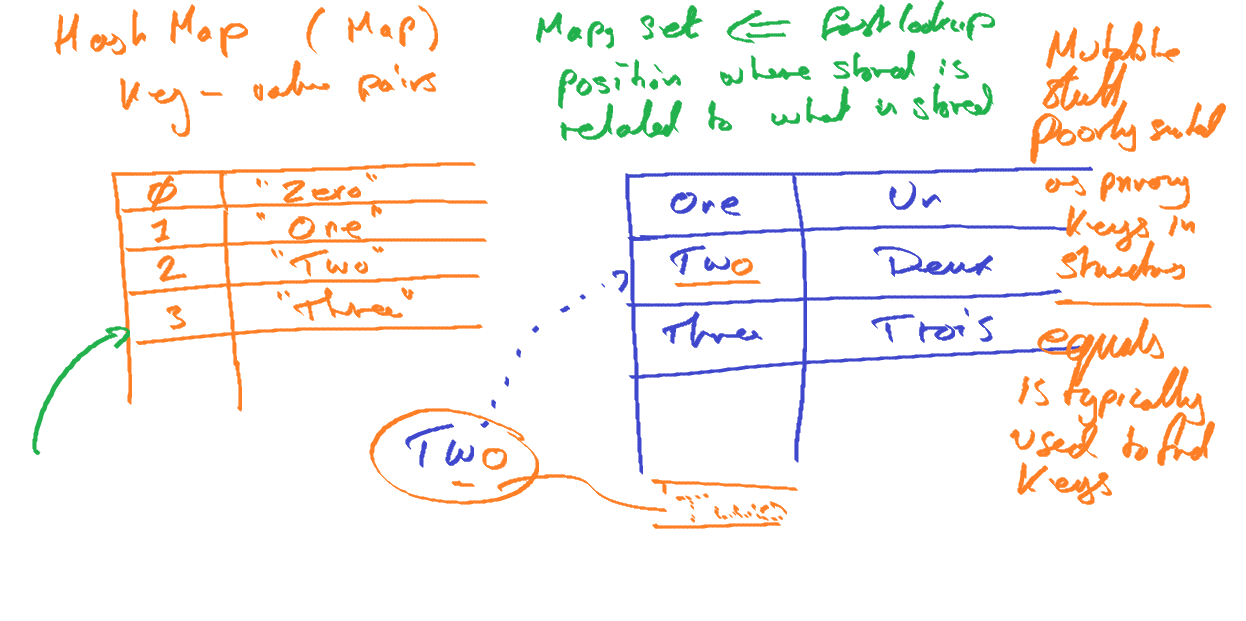 Hash Map (Map)
Key - value pairs
0 "Zero"
1 "One"
2 "Two"
3 "Three"
Map, set <= fast lookup
position where stored is
related to what is stored
One Un
Two Deux
Three Trois
Two
Mutable
stuff
Poorly suited
as primary
Keys in
structures
equals
is typically
used to find
Keys